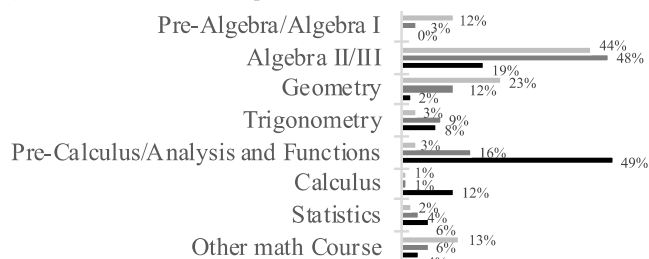 Pre-Algebra/Algebra I 12%
3%
0%
44%
Algebra II/III 48%
19%
23%
Geometry 12%
2%
3%
Trigonometry 9%
8%
3%
Pre-Calculus/Analysis and Functions 16%
49%
1%
Calculus 1%
12%
2%
Statistics 4%
6%
13%
Other math Course 6%